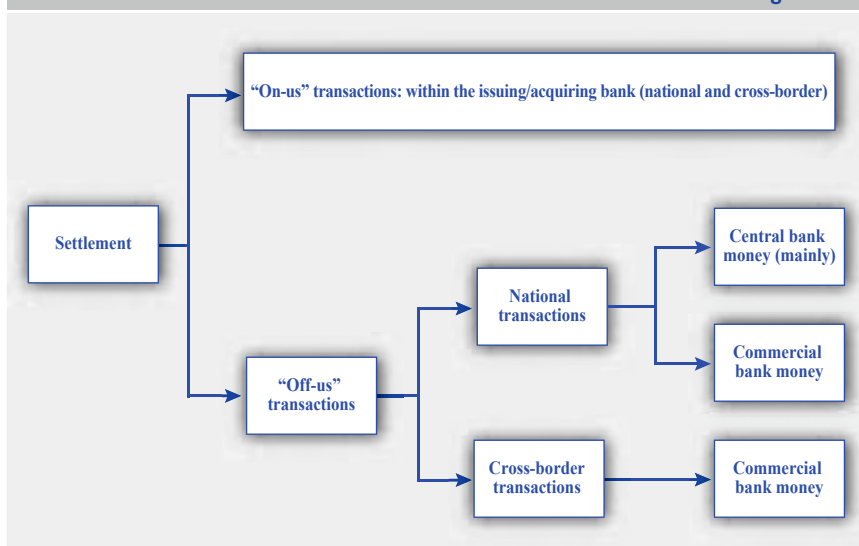 “On-us” transactions: within the issuing/acquiring bank (national and cross-border)
Settlement
Central bank
money (mainly)
National
transactions
Commercial
bank money
“Off-us”
transactions
Cross-border
transactions
Commercial
bank money